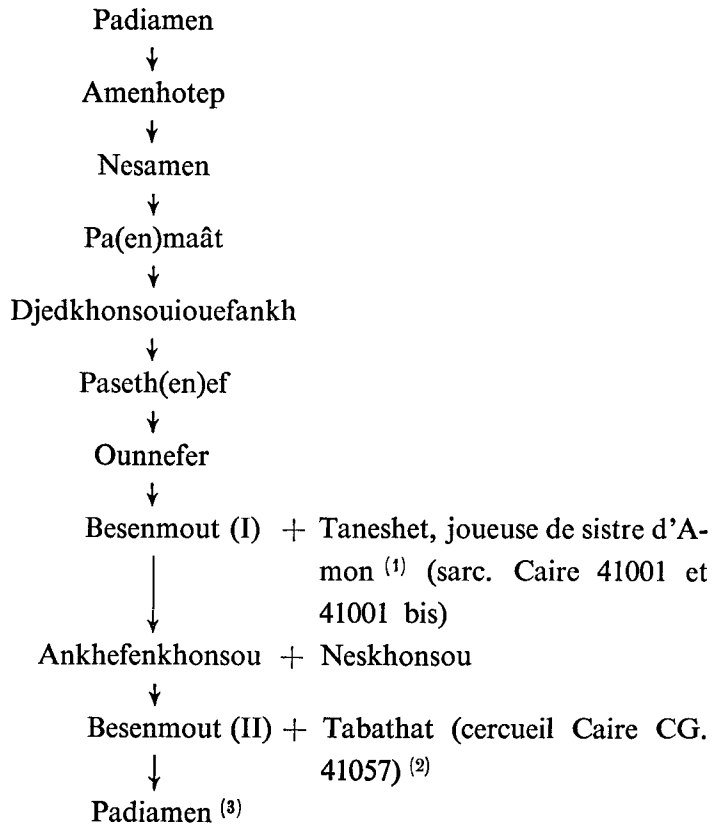 Padiamen
↓
Amenhotep
↓
Nesamen
↓
Pa(en)maât
↓
Djedkhonsouiouefankh
↓
Paseth(en)ef
↓
Ounnefer
↓
Besenmout (I) + Taneshet, joueuse de sistre d'A-
mon (1) (sarc. Caire 41001 et
41001 bis)
↓
Ankhefenkhonsou + Neskhonsou
↓
Besenmout (II) + Tabathat (cercueil Caire CG.
41057) (2)
↓
Padiamen (3)